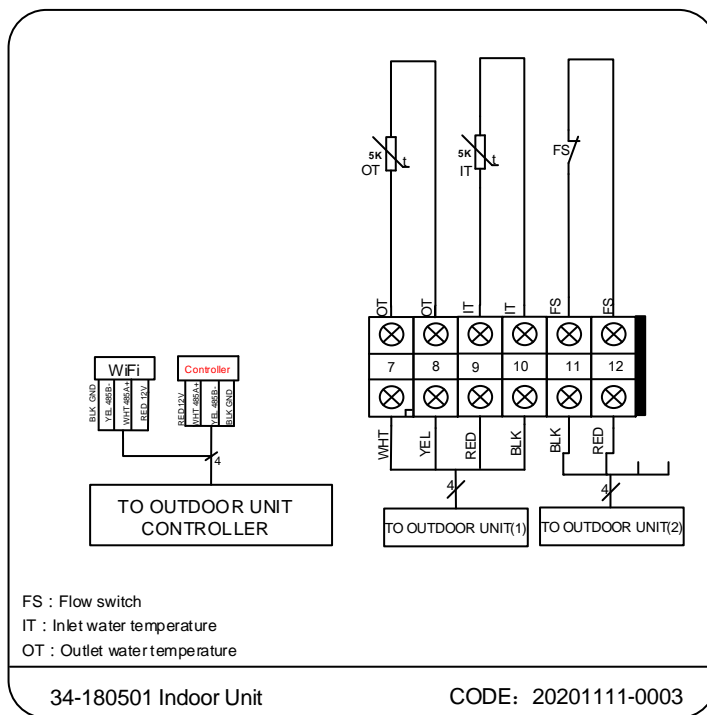 5K
t
OT
5K
t
IT
FS
OT
OT
IT
IT
FS
FS
7
8
9
10
11
12
WHT
YEL
RED
BLK
BLK
RED
4
4
TO OUTDOOR UNIT(1)
TO OUTDOOR UNIT(2)
WiFi
BLK GND
YEL 485B-
WHT 485A+
RED 12V
Controller
RED 12V
WHT 485A+
YEL 485B-
BLK GND
4
TO OUTDOOR UNIT
CONTROLLER
FS : Flow switch
IT : Inlet water temperature
OT : Outlet water temperature
34-180501 Indoor Unit
CODE: 20201111-0003